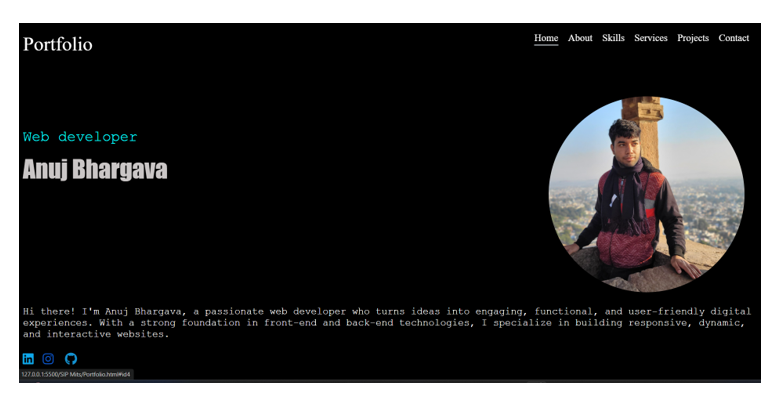 Portfolio
Home About Skills Services Projects Contact
Web developer
Anuj Bhargava
Hi there! I'm Anuj Bhargava, a passionate web developer who turns ideas into engaging, functional, and user-friendly digital
experiences. With a strong foundation in front-end and back-end technologies, I specialize in building responsive, dynamic,
and interactive websites.
in
127.0.0.1:5500/SIP Mits/Portfolio.html#id4